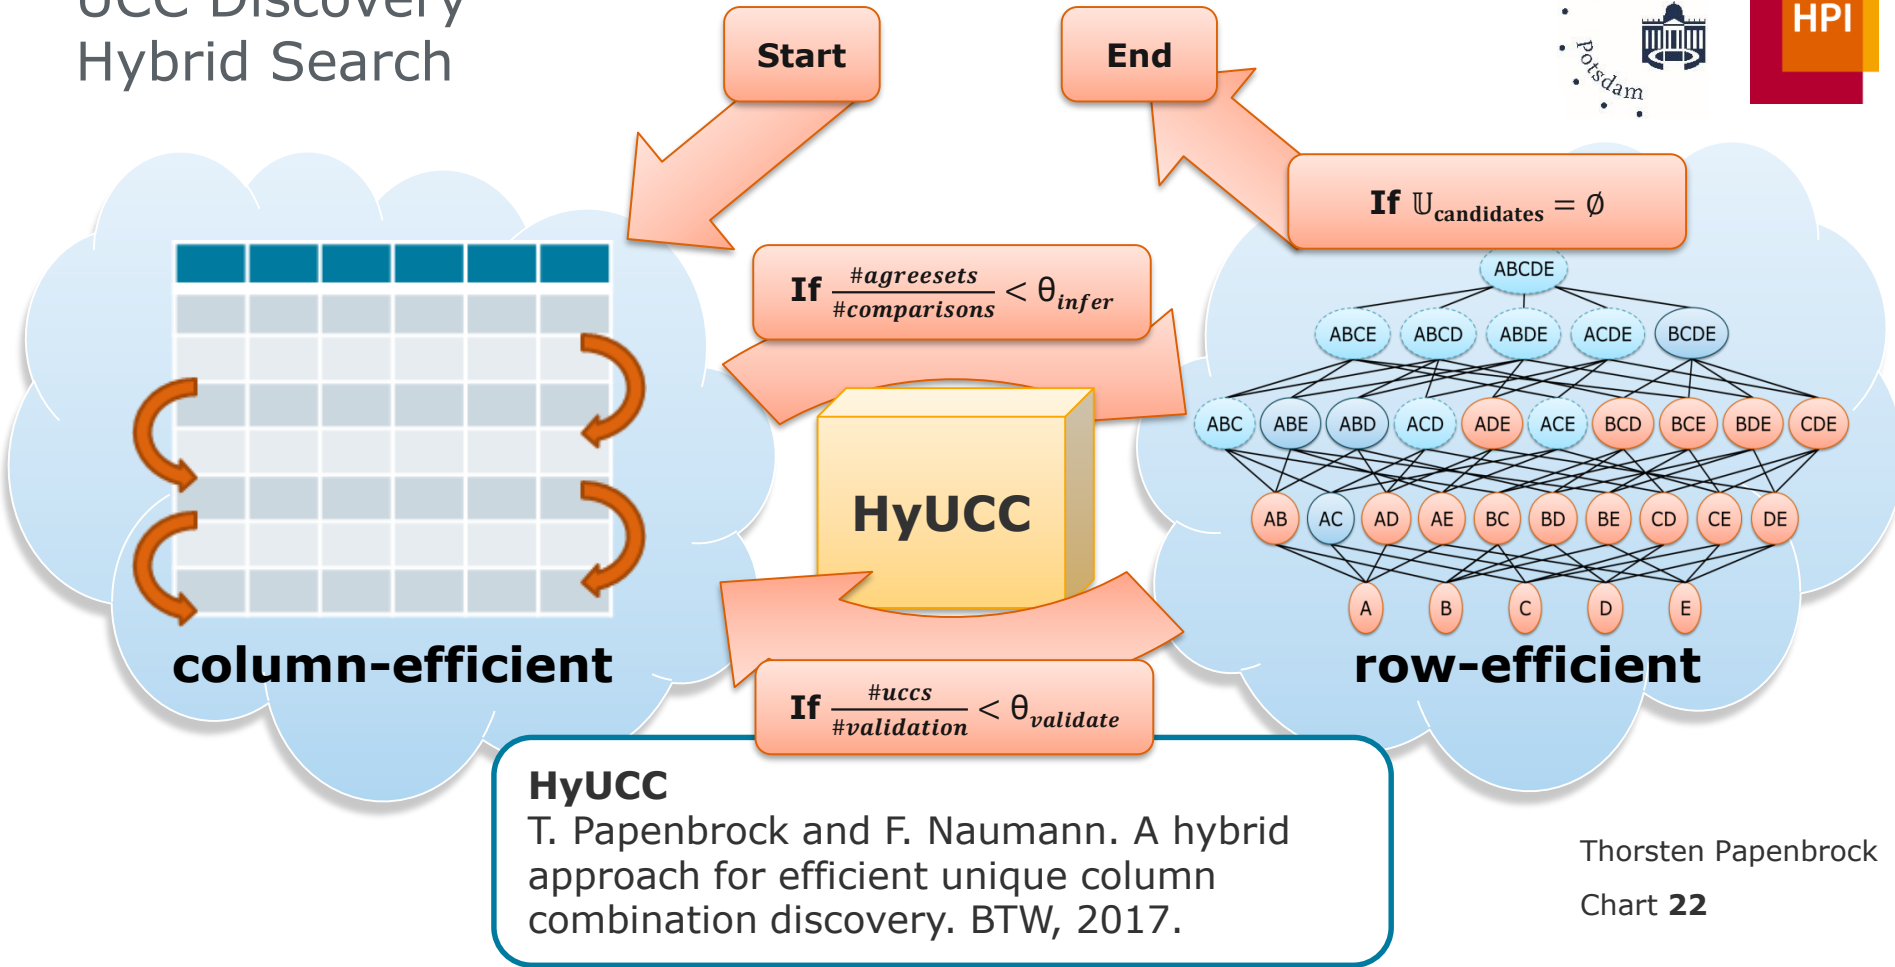 UCC Discovery
Hybrid Search
Start
End
Potsdam
HPI
If 𝕌candidates = ∅
If #agreesets / #comparisons < θinfer
ABCDE
ABCE ABCD ABDE ACDE BCDE
ABC ABE ABD ACD ADE ACE BCD BCE BDE CDE
AB AC AD AE BC BD BE CD CE DE
A B C D E
HyUCC
column-efficient
row-efficient
If #uccs / #validation < θvalidate
HyUCC
T. Papenbrock and F. Naumann. A hybrid
approach for efficient unique column
combination discovery. BTW, 2017.
Thorsten Papenbrock
Chart 22